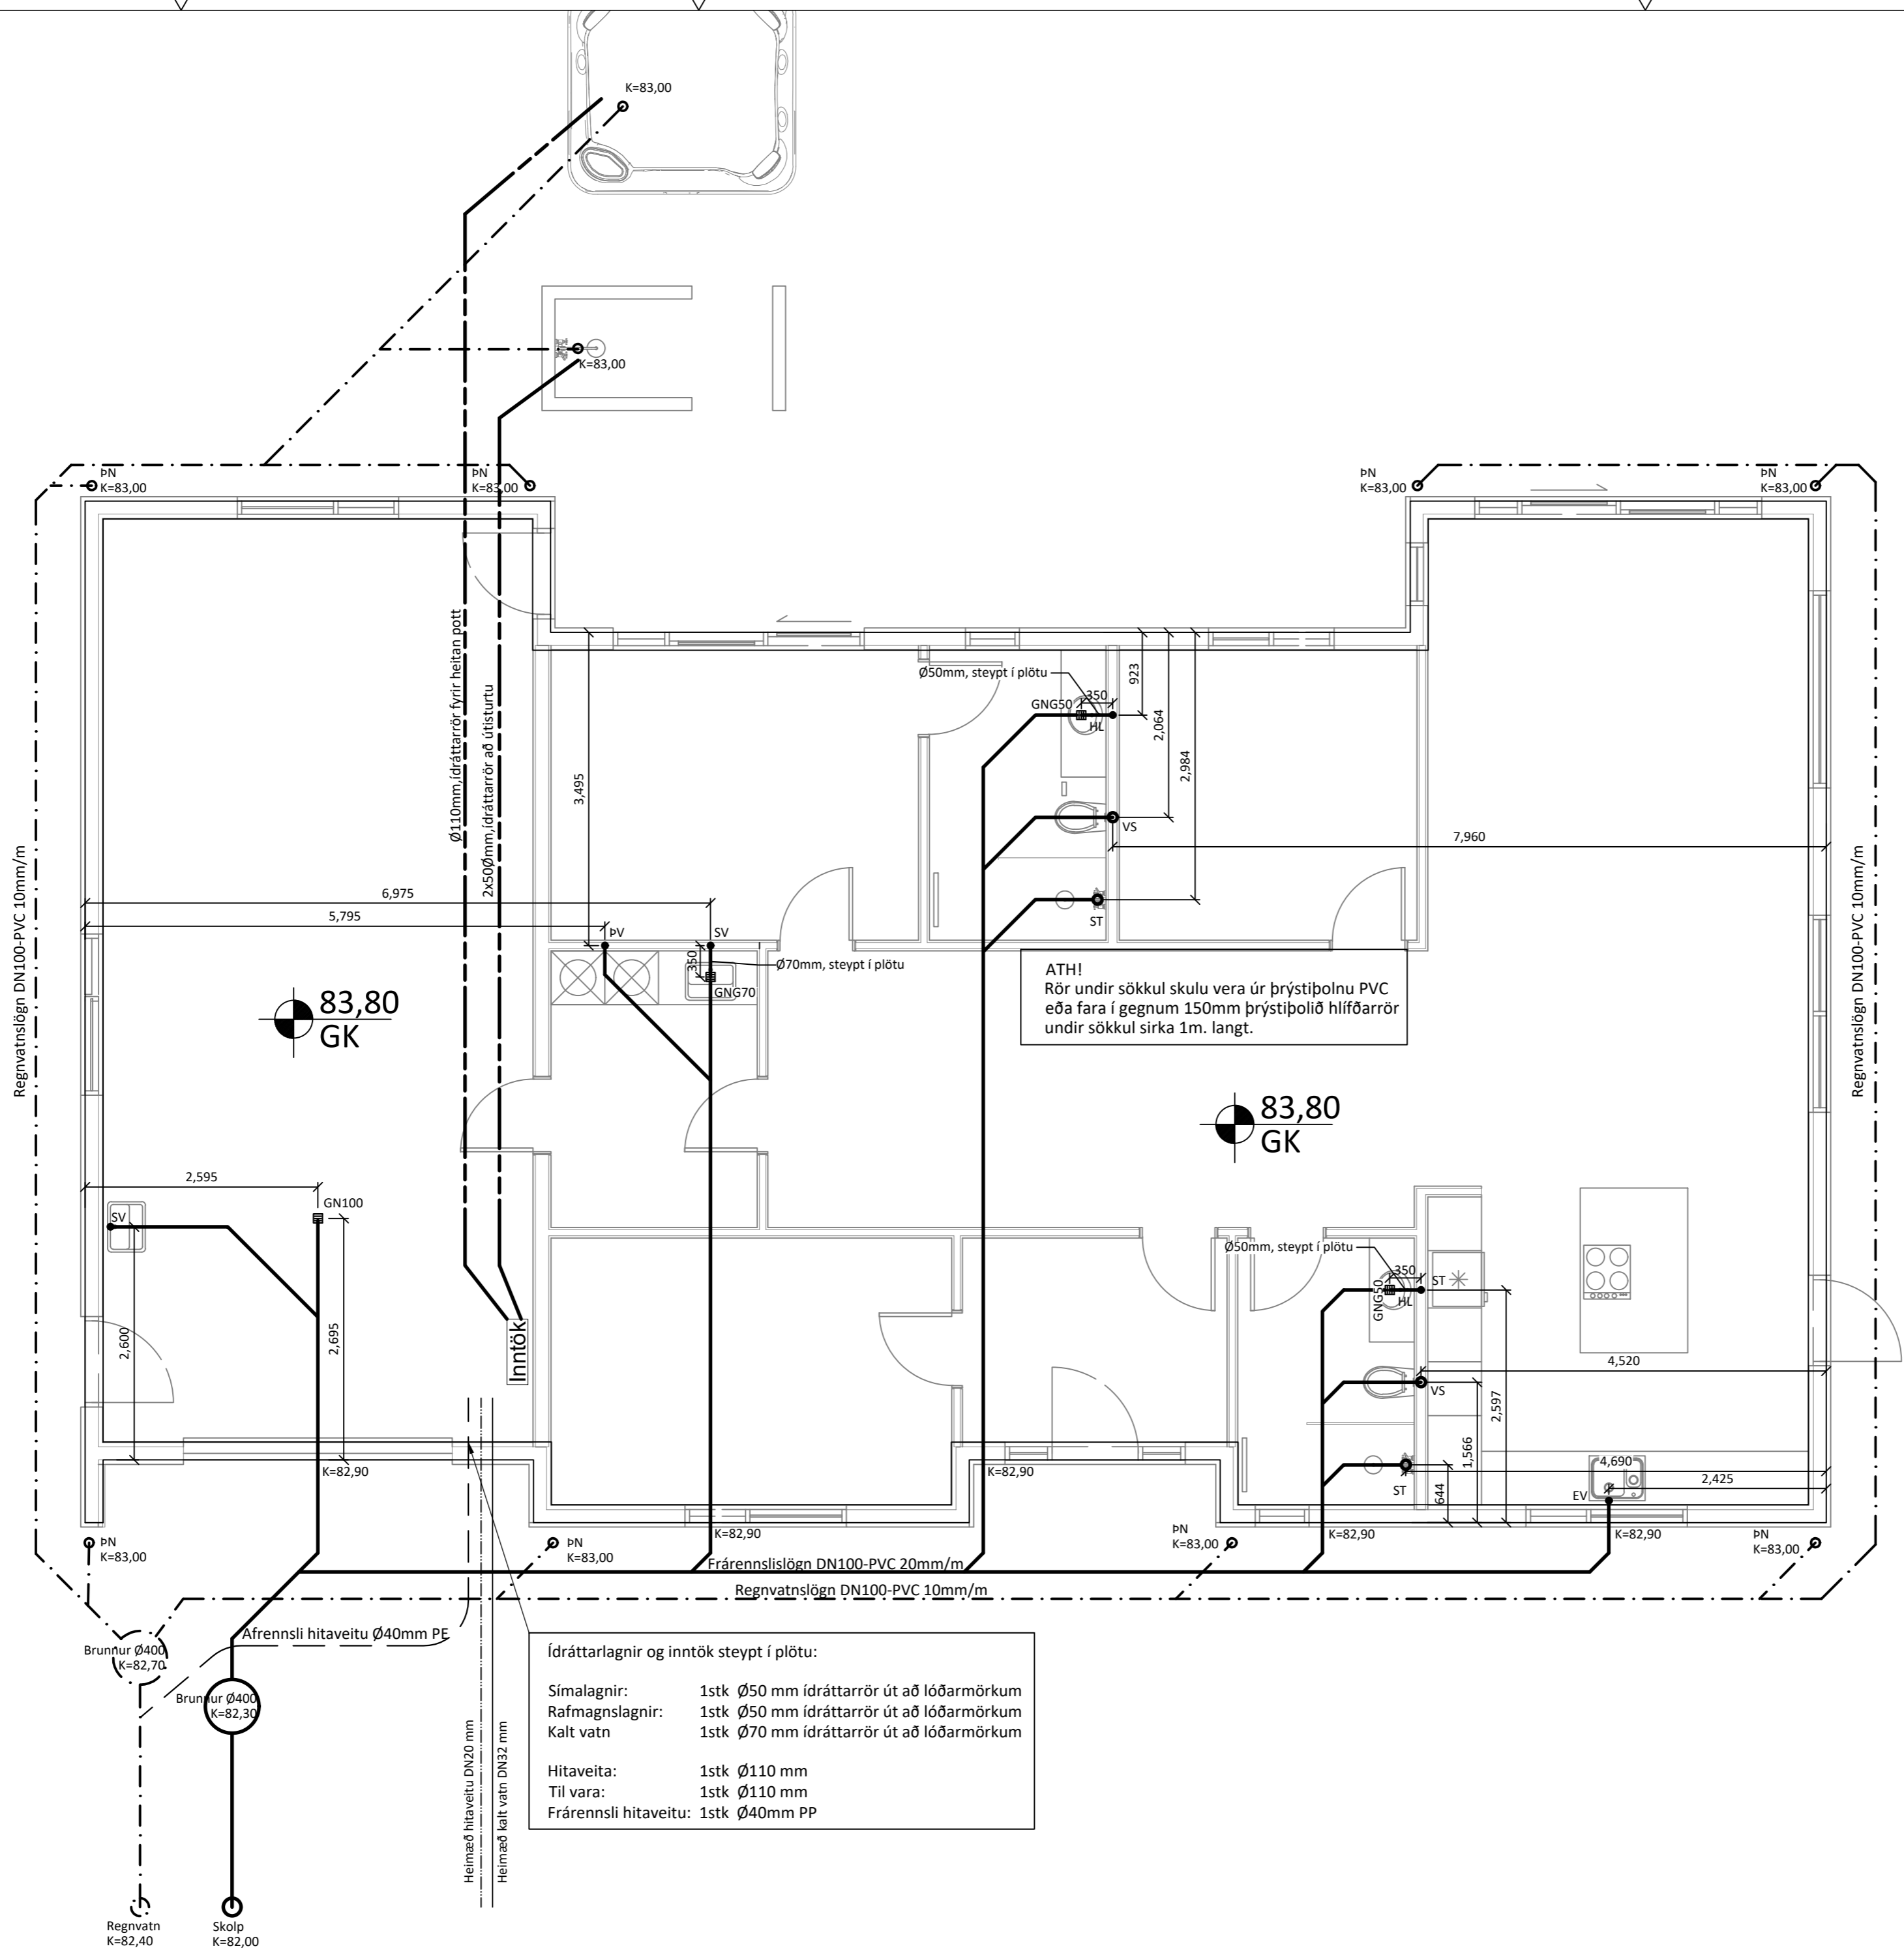 K=83,00
K=83,00
ÞN
K=83,00
ÞN
K=83,00
ÞN
K=83,00
ÞN
K=83,00
Ø110mm,ídráttarrör fyrir heitan pott
2x50Ømm,ídráttarrör að útisturtu
Ø50mm, steypt í plötu
GNG50
350
HL
923
2,064
2,984
3,495
VS
7,960
ST
Regnvatnslögn DN100-PVC 10mm/m
Regnvatnslögn DN100-PVC 10mm/m
6,975
5,795
ÞV
SV
350
Ø70mm, steypt í plötu
GNG70
ATH!
Rör undir sökkul skulu vera úr þrýstiþolnu PVC
eða fara í gegnum 150mm þrýstiþolið hlífðarrör
undir sökkul sirka 1m. langt.
83,80
GK
83,80
GK
2,595
GN100
SV
2,600
2,695
Inntök
Ø50mm, steypt í plötu
350
ST
GNG50
HL
4,520
VS
2,597
1,566
644
ST
4,690
2,425
EV
K=82,90
K=82,90
K=82,90
K=82,90
K=82,90
ÞN
K=83,00
ÞN
K=83,00
ÞN
K=83,00
ÞN
K=83,00
Frárennslislögn DN100-PVC 20mm/m
Regnvatnslögn DN100-PVC 10mm/m
Afrennsli hitaveitu Ø40mm PE
Brunnur Ø400
K=82,70
Brunnur Ø400
K=82,30
Heimæð hitaveitu DN20 mm
Heimæð kalt vatn DN32 mm
Ídráttarlagnir og inntök steypt í plötu:
Símalagnir: 1stk Ø50 mm ídráttarrör út að lóðarmörkum
Rafmagnslagnir: 1stk Ø50 mm ídráttarrör út að lóðarmörkum
Kalt vatn 1stk Ø70 mm ídráttarrör út að lóðarmörkum
Hitaveita: 1stk Ø110 mm
Til vara: 1stk Ø110 mm
Frárennsli hitaveitu: 1stk Ø40mm PP
Regnvatn
K=82,40
Skolp
K=82,00